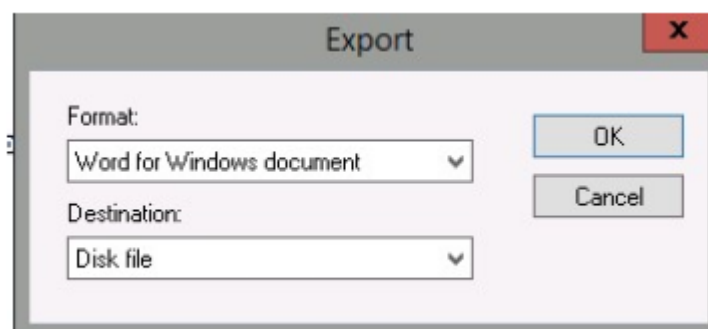 Export
x
Format:
Word for Windows document
OK
Cancel
Destination:
Disk file